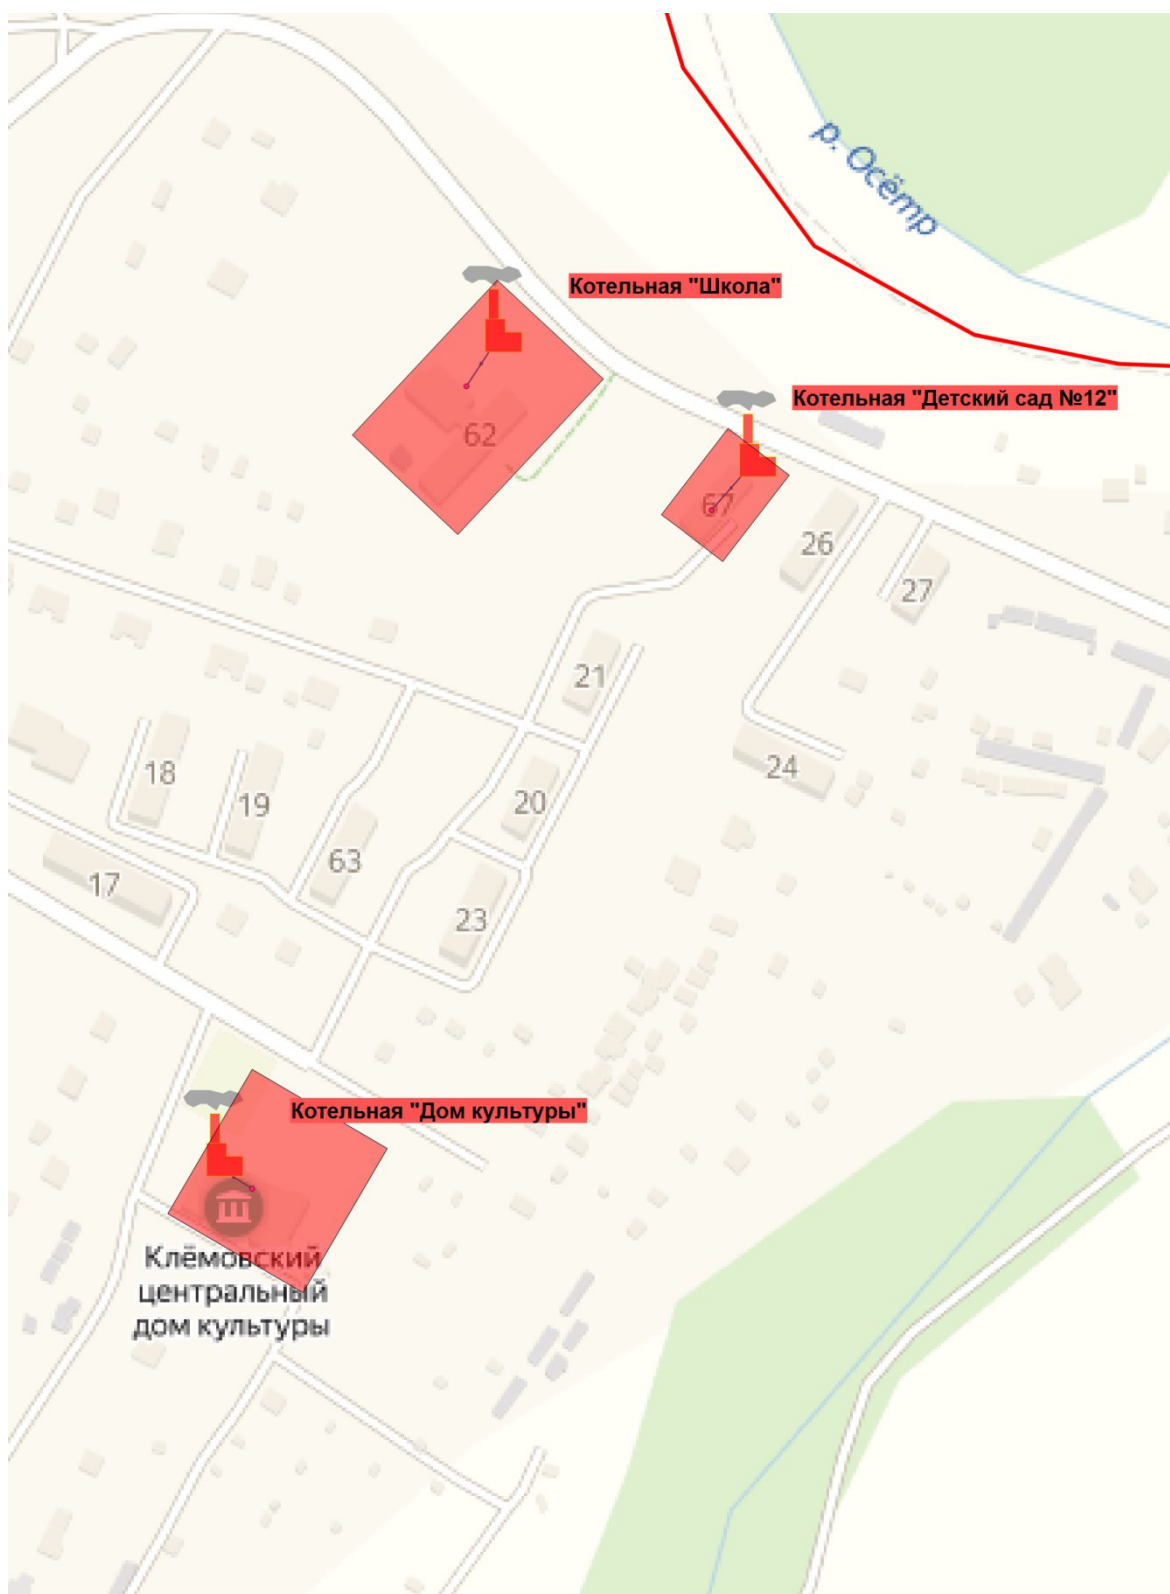 р. Осётр
Котельная "Школа"
Котельная "Детский сад №12"
62
67
26
27
21
24
18
20
19
63
17
23
Котельная "Дом культуры"
Клёмовский
центральный
дом культуры